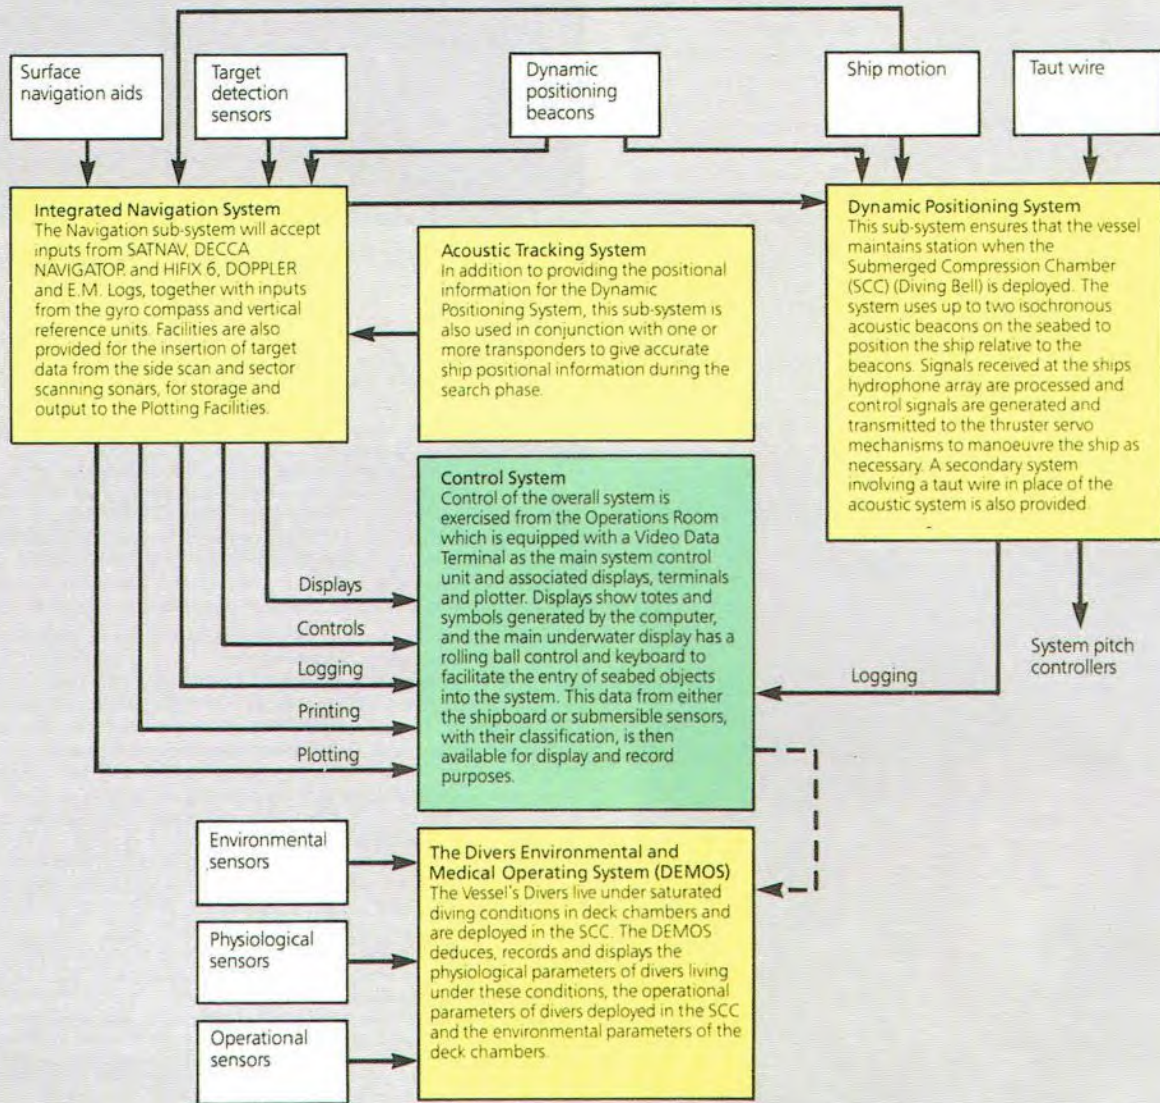 Surface
navigation aids
Target
detection
sensors
Dynamic
positioning
beacons
Ship motion
Taut wire
Integrated Navigation System
The Navigation sub-system will accept
inputs from SATNAV, DECCA
NAVIGATOR and HIFIX 6, DOPPLER
and E.M. Logs, together with inputs
from the gyro compass and vertical
reference units. Facilities are also
provided for the insertion of target
data from the side scan and sector
scanning sonars, for storage and
output to the Plotting Facilities.
Acoustic Tracking System
In addition to providing the positional
information for the Dynamic
Positioning System, this sub-system is
also used in conjunction with one or
more transponders to give accurate
ship positional information during the
search phase.
Dynamic Positioning System
This sub-system ensures that the vessel
maintains station when the
Submerged Compression Chamber
(SCC) (Diving Bell) is deployed. The
system uses up to two isochronous
acoustic beacons on the seabed to
position the ship relative to the
beacons. Signals received at the ships
hydrophone array are processed and
control signals are generated and
transmitted to the thruster servo
mechanisms to manoeuvre the ship as
necessary. A secondary system
involving a taut wire in place of the
acoustic system is also provided.
Control System
Control of the overall system is
exercised from the Operations Room
which is equipped with a Video Data
Terminal as the main system control
unit and associated displays, terminals
and plotter. Displays show totes and
symbols generated by the computer,
and the main underwater display has a
rolling ball control and keyboard to
facilitate the entry of seabed objects
into the system. This data from either
the shipboard or submersible sensors,
with their classification, is then
available for display and record
purposes.
Displays
Controls
Logging
Printing
Plotting
Logging
System pitch
controllers
Environmental
sensors
Physiological
sensors
Operational
sensors
The Divers Environmental and
Medical Operating System (DEMOS)
The Vessel's Divers live under saturated
diving conditions in deck chambers and
are deployed in the SCC. The DEMOS
deduces, records and displays the
physiological parameters of divers living
under these conditions, the operational
parameters of divers deployed in the SCC
and the environmental parameters of the
deck chambers.